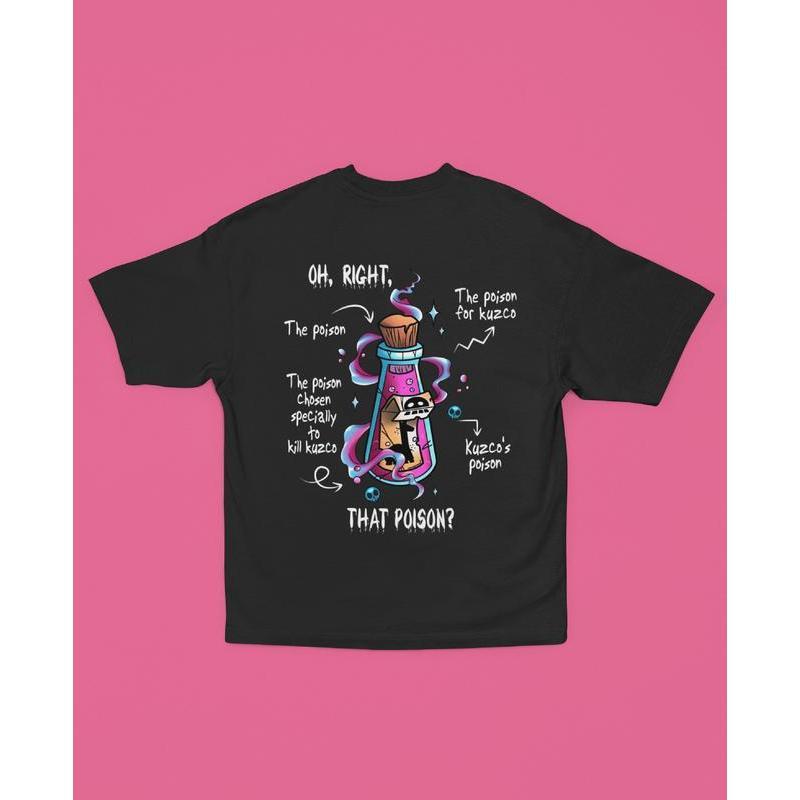 OH, RIGHT,
The poison
The poison
for kuzco
The poison
chosen
specially
to
kill kuzco
Kuzco's
poison
THAT POISON?